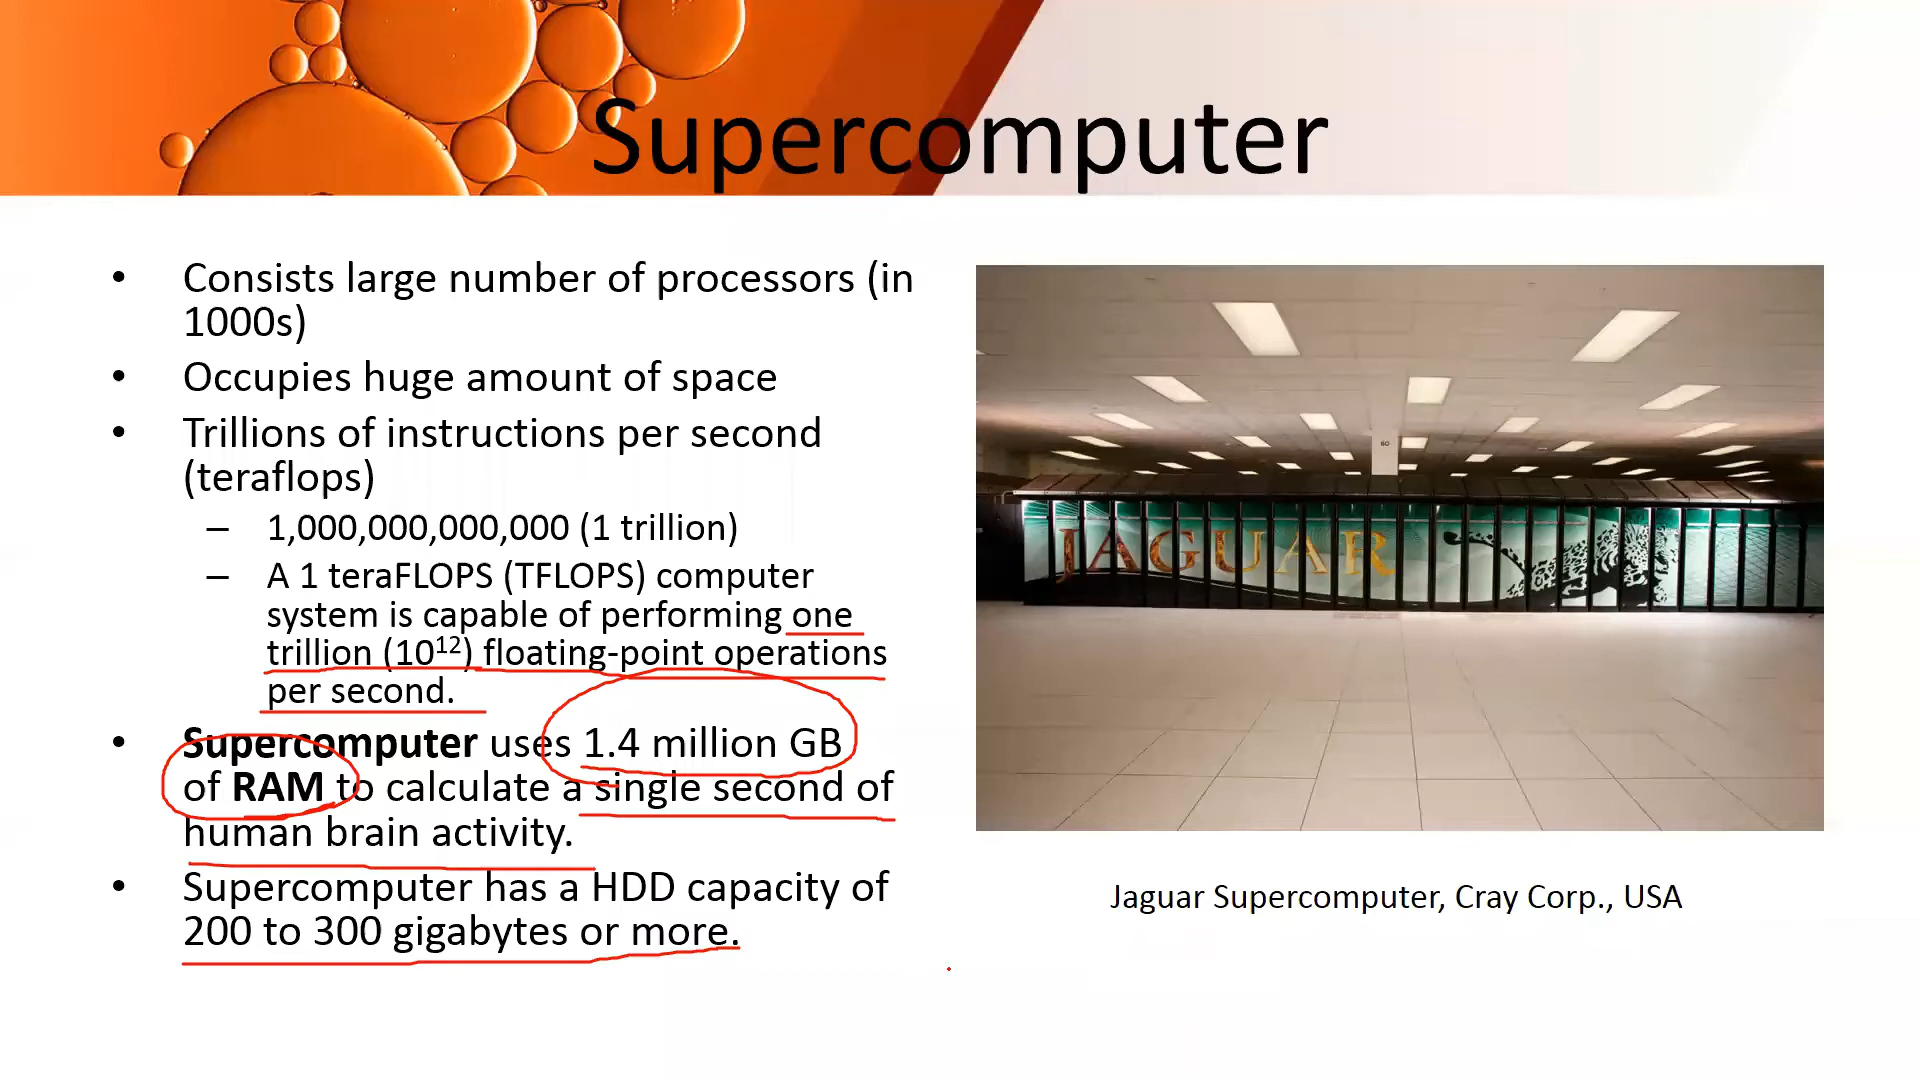 Supercomputer
• Consists large number of processors (in
1000s)
• Occupies huge amount of space
• Trillions of instructions per second
(teraflops)
– 1,000,000,000,000 (1 trillion)
– A 1 teraFLOPS (TFLOPS) computer
system is capable of performing one
trillion (10¹²) floating-point operations
per second.
• Supercomputer uses 1.4 million GB
of RAM to calculate a single second of
human brain activity.
• Supercomputer has a HDD capacity of
200 to 300 gigabytes or more.
60
JAGUAR
Jaguar Supercomputer, Cray Corp., USA